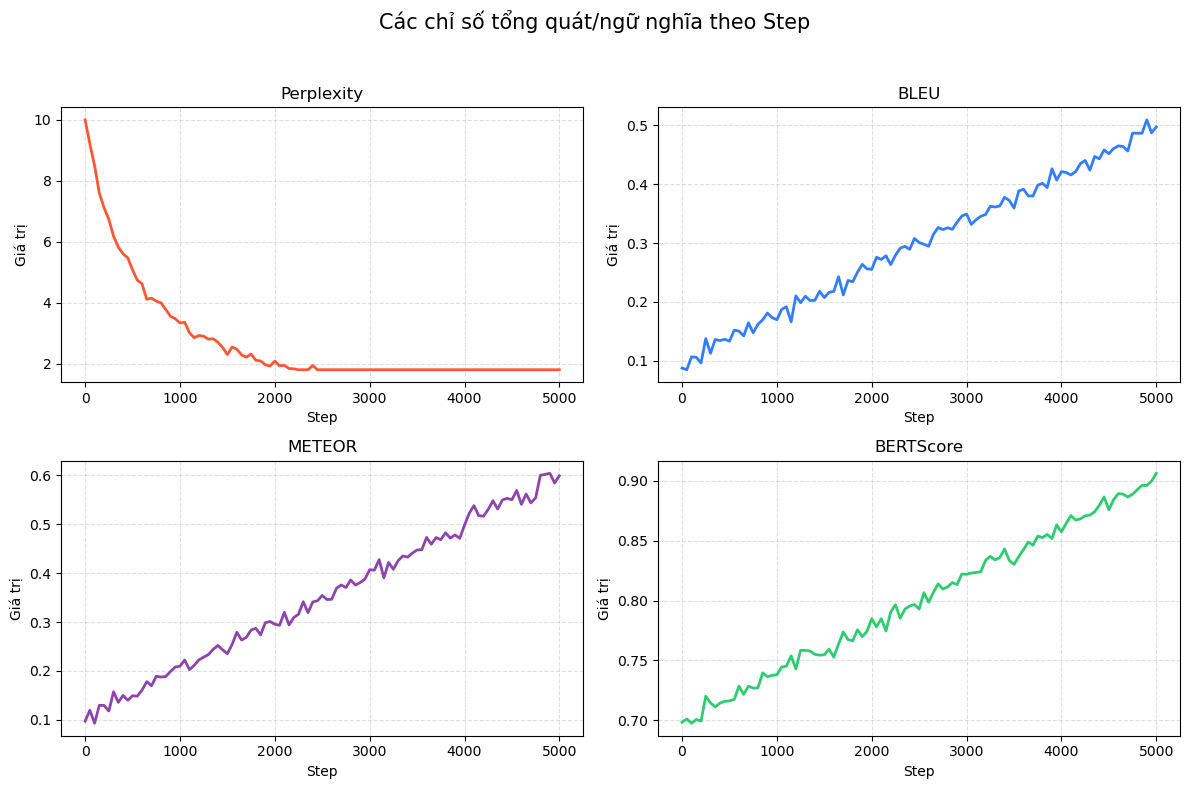 Các chỉ số tổng quát/ngữ nghĩa theo Step
Perplexity
Giá trị
10
8
6
4
2
0 1000 2000 3000 4000 5000
Step
BLEU
Giá trị
0.5
0.4
0.3
0.2
0.1
0 1000 2000 3000 4000 5000
Step
METEOR
Giá trị
0.6
0.5
0.4
0.3
0.2
0.1
0 1000 2000 3000 4000 5000
Step
BERTScore
Giá trị
0.90
0.85
0.80
0.75
0.70
0 1000 2000 3000 4000 5000
Step